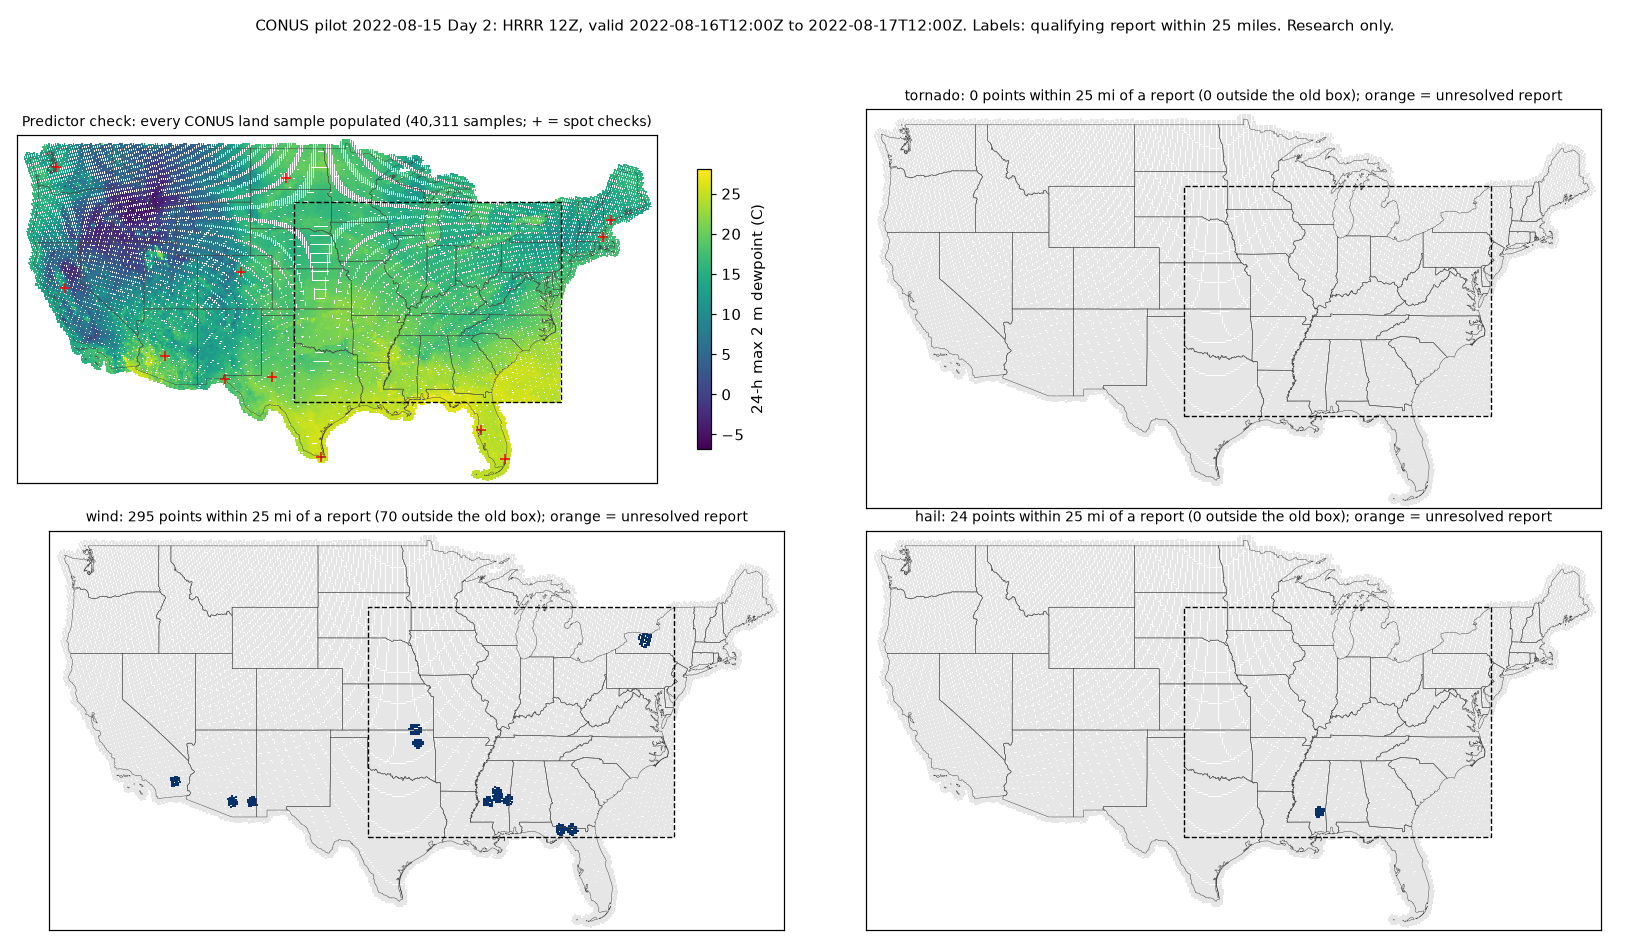 CONUS pilot 2022-08-15 Day 2: HRRR 12Z, valid 2022-08-16T12:00Z to 2022-08-17T12:00Z. Labels: qualifying report within 25 miles. Research only.
Predictor check: every CONUS land sample populated (40,311 samples; + = spot checks)
25
20
15
10
5
0
−5
24-h max 2 m dewpoint (C)
tornado: 0 points within 25 mi of a report (0 outside the old box); orange = unresolved report
wind: 295 points within 25 mi of a report (70 outside the old box); orange = unresolved report
hail: 24 points within 25 mi of a report (0 outside the old box); orange = unresolved report